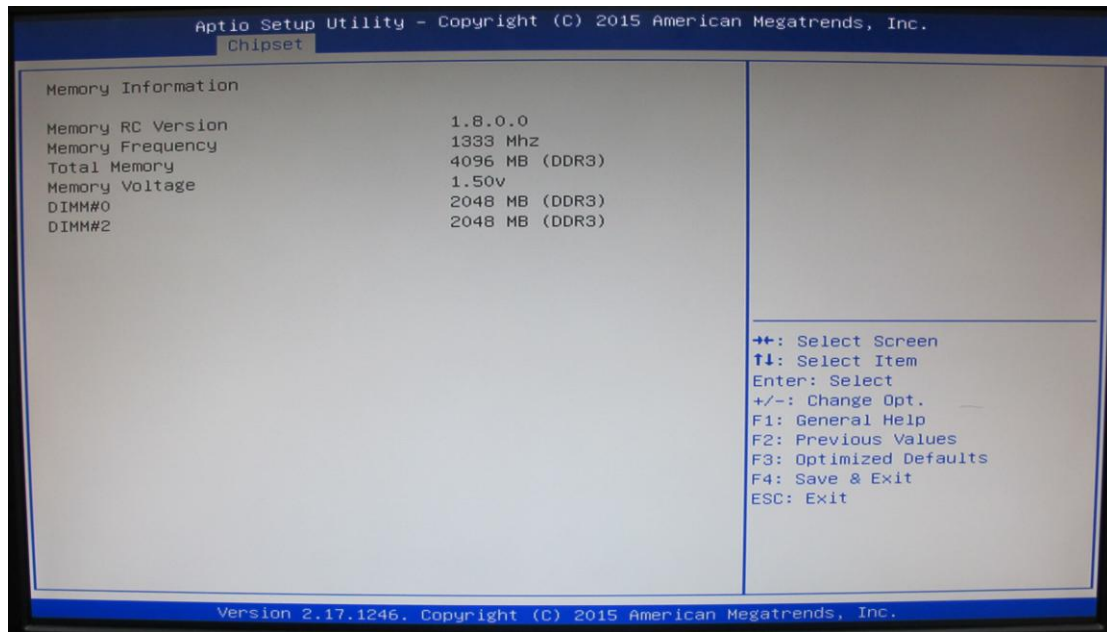 Aptio Setup Utility – Copyright (C) 2015 American Megatrends, Inc.
Chipset
Memory Information
Memory RC Version 1.8.0.0
Memory Frequency 1333 Mhz
Total Memory 4096 MB (DDR3)
Memory Voltage 1.50v
DIMM#0 2048 MB (DDR3)
DIMM#2 2048 MB (DDR3)
→←: Select Screen
↑↓: Select Item
Enter: Select
+/-: Change Opt.
F1: General Help
F2: Previous Values
F3: Optimized Defaults
F4: Save & Exit
ESC: Exit
Version 2.17.1246. Copyright (C) 2015 American Megatrends, Inc.